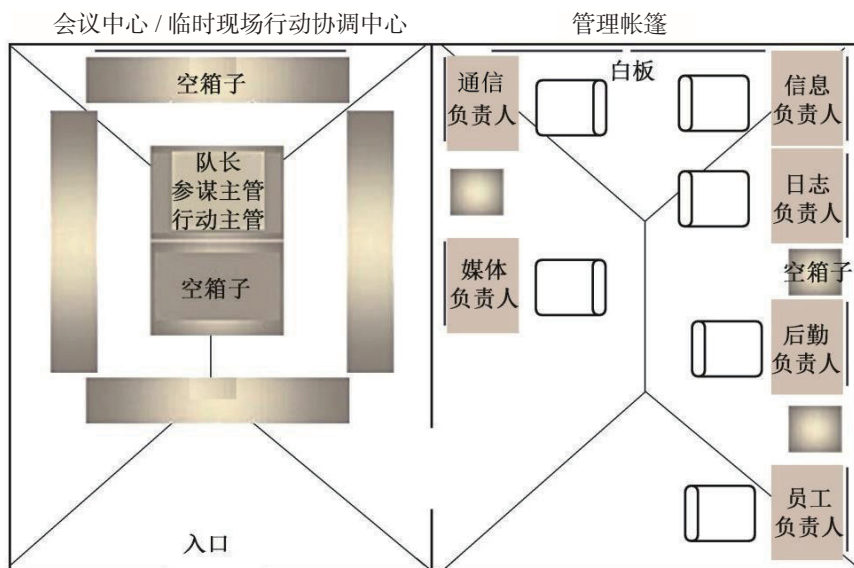 会议中心 / 临时现场行动协调中心
管理帐篷
空箱子
队长
参谋主管
行动主管
空箱子
入口
白板
通信
负责人
媒体
负责人
信息
负责人
日志
负责人
空箱子
后勤
负责人
员工
负责人